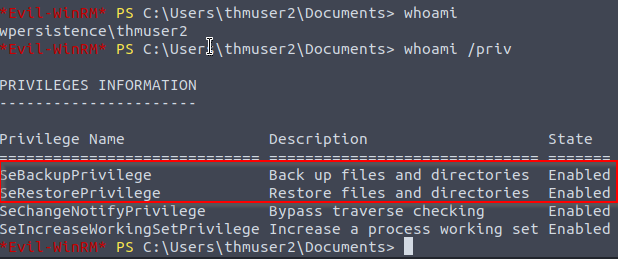 *Evil-WinRM* PS C:\Users\thmuser2\Documents> whoami
wpersistence\thmuser2
*Evil-WinRM* PS C:\Users\thmuser2\Documents> whoami /priv
PRIVILEGES INFORMATION
----------------------
Privilege Name                Description                    State
============================= ============================== =======
SeBackupPrivilege             Back up files and directories  Enabled
SeRestorePrivilege            Restore files and directories  Enabled
SeChangeNotifyPrivilege       Bypass traverse checking       Enabled
SeIncreaseWorkingSetPrivilege Increase a process working set Enabled
*Evil-WinRM* PS C:\Users\thmuser2\Documents>